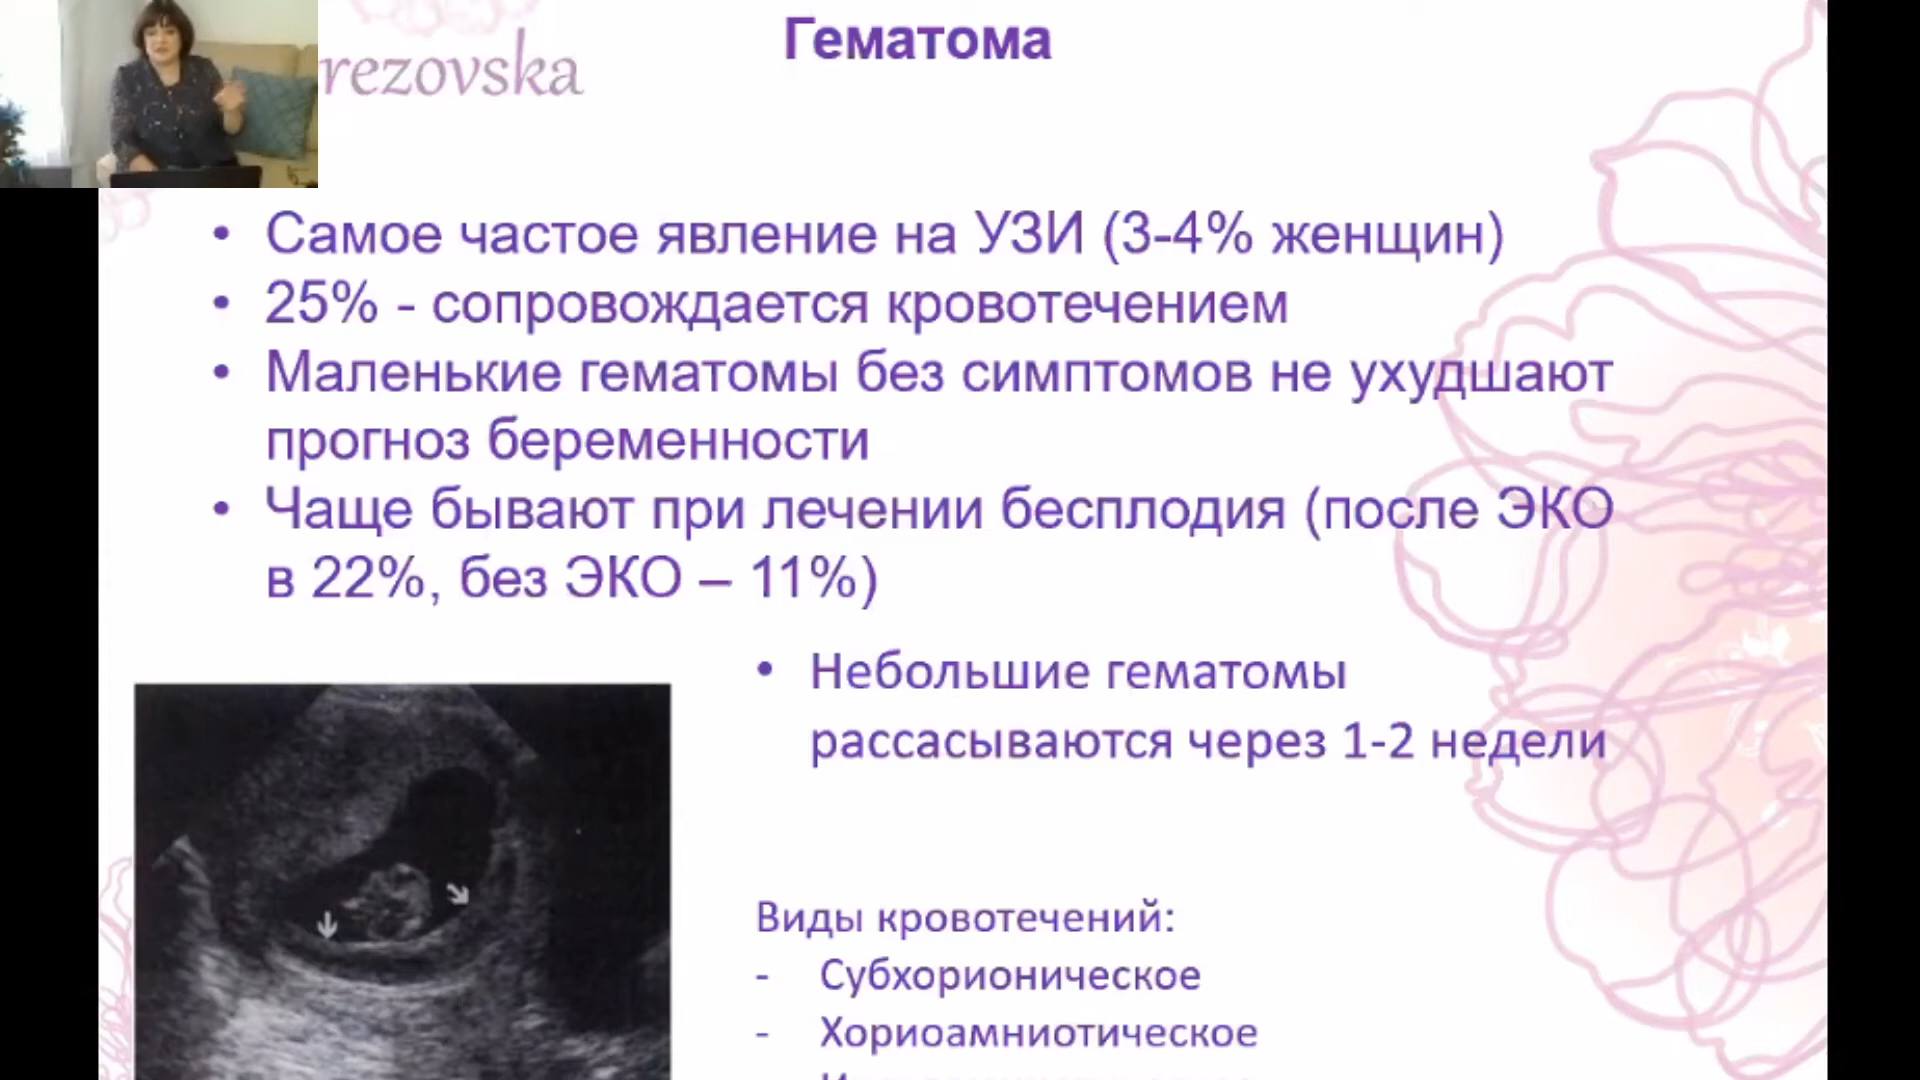 rezovska
Гематома
• Самое частое явление на УЗИ (3-4% женщин)
• 25% - сопровождается кровотечением
• Маленькие гематомы без симптомов не ухудшают
прогноз беременности
• Чаще бывают при лечении бесплодия (после ЭКО
в 22%, без ЭКО – 11%)
• Небольшие гематомы
рассасываются через 1-2 недели
Виды кровотечений:
- Субхорионическое
- Хориоамниотическое